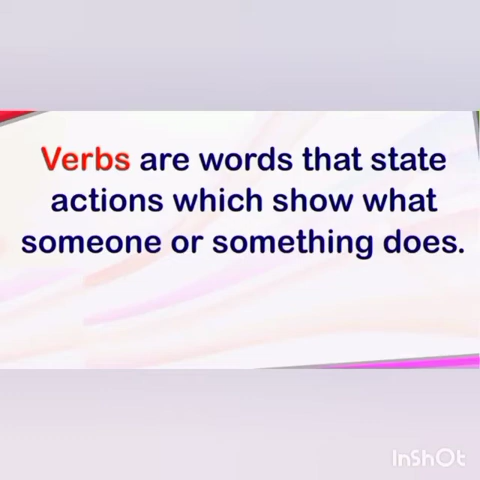 Verbs are words that state
actions which show what
someone or something does.
InShOt